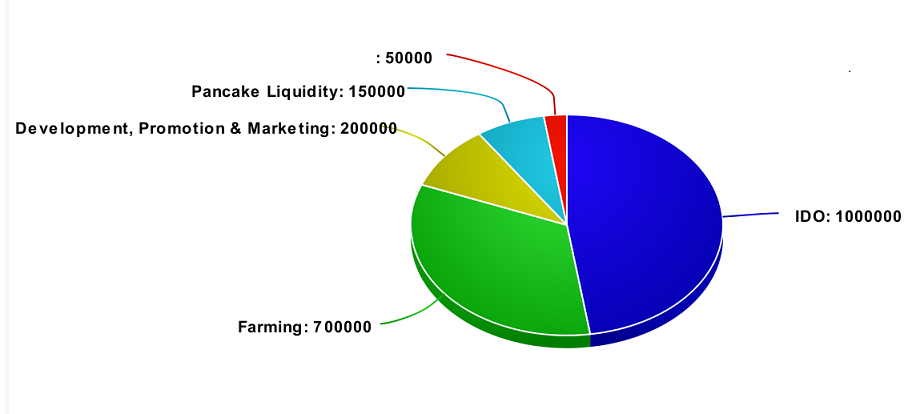 : 50000
Pancake Liquidity: 150000
Development, Promotion & Marketing: 200000
IDO: 1000000
Farming: 700000